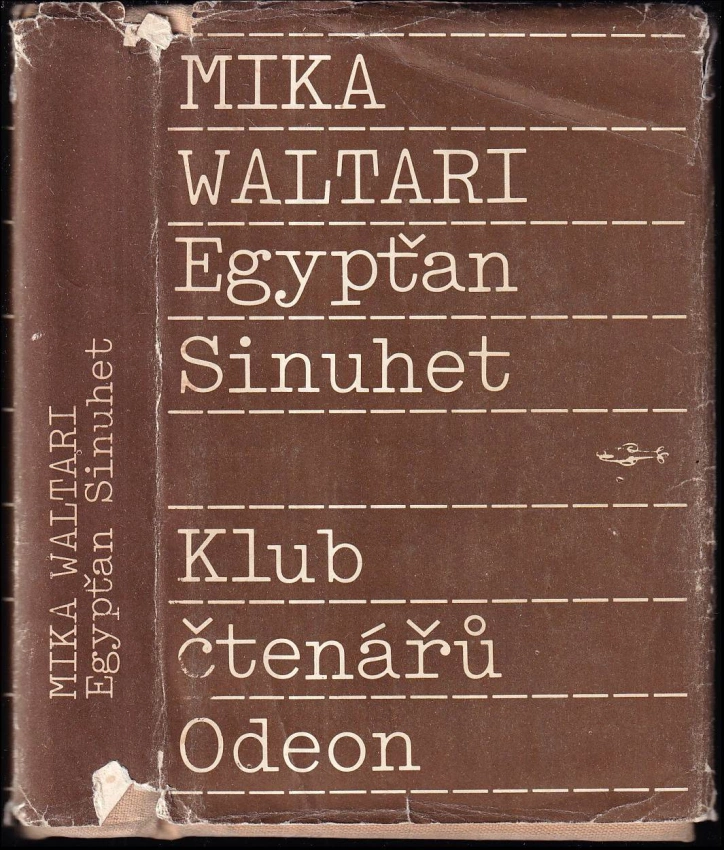 MIKA
WALTARI
Egypťan
Sinuhet
Klub
čtenářů
Odeon
MIKA WALTARI
Egypťan Sinuhet